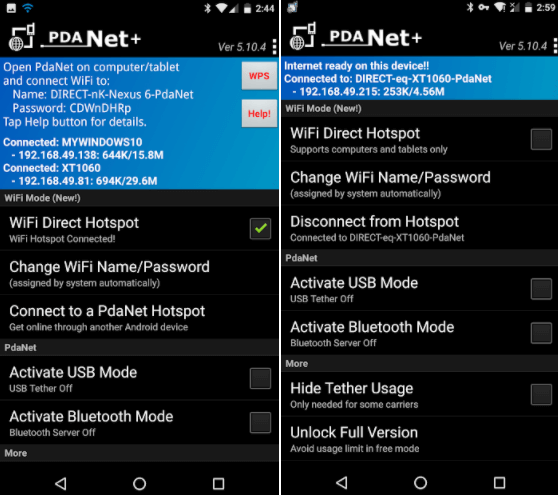 2:44
PDA Net+
Ver 5.10.4
Open PdaNet on computer/tablet
and connect WiFi to:
Name: DIRECT-nK-Nexus 6-PdaNet
Password: CDWnDHRp
Tap Help button for details.
WPS
Help!
Connected: MYWINDOWS10
- 192.168.49.138: 644K/15.8M
Connected: XT1060
- 192.168.49.81: 694K/29.6M
WiFi Mode (New!)
WiFi Direct Hotspot
WiFi Hotspot Connected!
Change WiFi Name/Password
(assigned by system automatically)
Connect to a PdaNet Hotspot
Get online through another Android device
PdaNet
Activate USB Mode
USB Tether Off
Activate Bluetooth Mode
Bluetooth Server Off
More
2:59
PDA Net+
Ver 5.10.4
Internet ready on this device!!
Connected to: DIRECT-eq-XT1060-PdaNet
- 192.168.49.215: 253K/4.56M
WiFi Mode (New!)
WiFi Direct Hotspot
Supports computers and tablets only
Change WiFi Name/Password
(assigned by system automatically)
Disconnect from Hotspot
Connected to DIRECT-eq-XT1060-PdaNet
PdaNet
Activate USB Mode
USB Tether Off
Activate Bluetooth Mode
Bluetooth Server Off
More
Hide Tether Usage
Only needed for some carriers
Unlock Full Version
Avoid usage limit in free mode